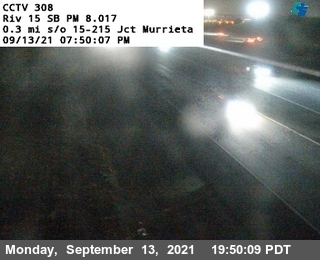 CCTV 308
Riv 15 SB PM 8.017
0.3 mi s/o 15-215 Jct Murrieta
09/13/21 07:50:07 PM
Monday, September 13, 2021 19:50:09 PDT